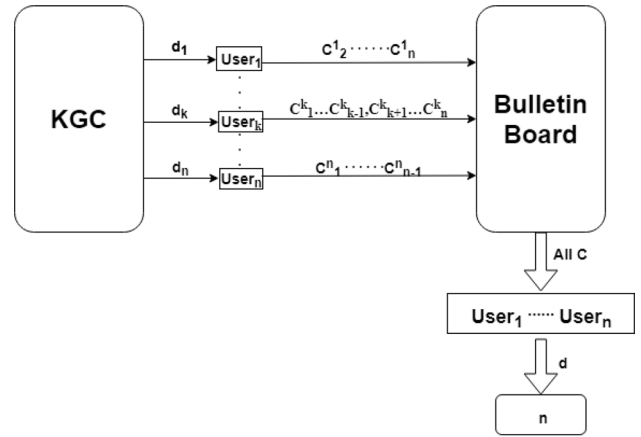 KGC
d₁
User₁
C¹₂ ······ C¹ₙ
dₖ
Userₖ
Cᵏ₁...Cᵏₖ₋₁,Cᵏₖ₊₁...Cᵏₙ
dₙ
Userₙ
Cⁿ₁ ······ Cⁿₙ₋₁
Bulletin
Board
All C
User₁ ······ Userₙ
d
n